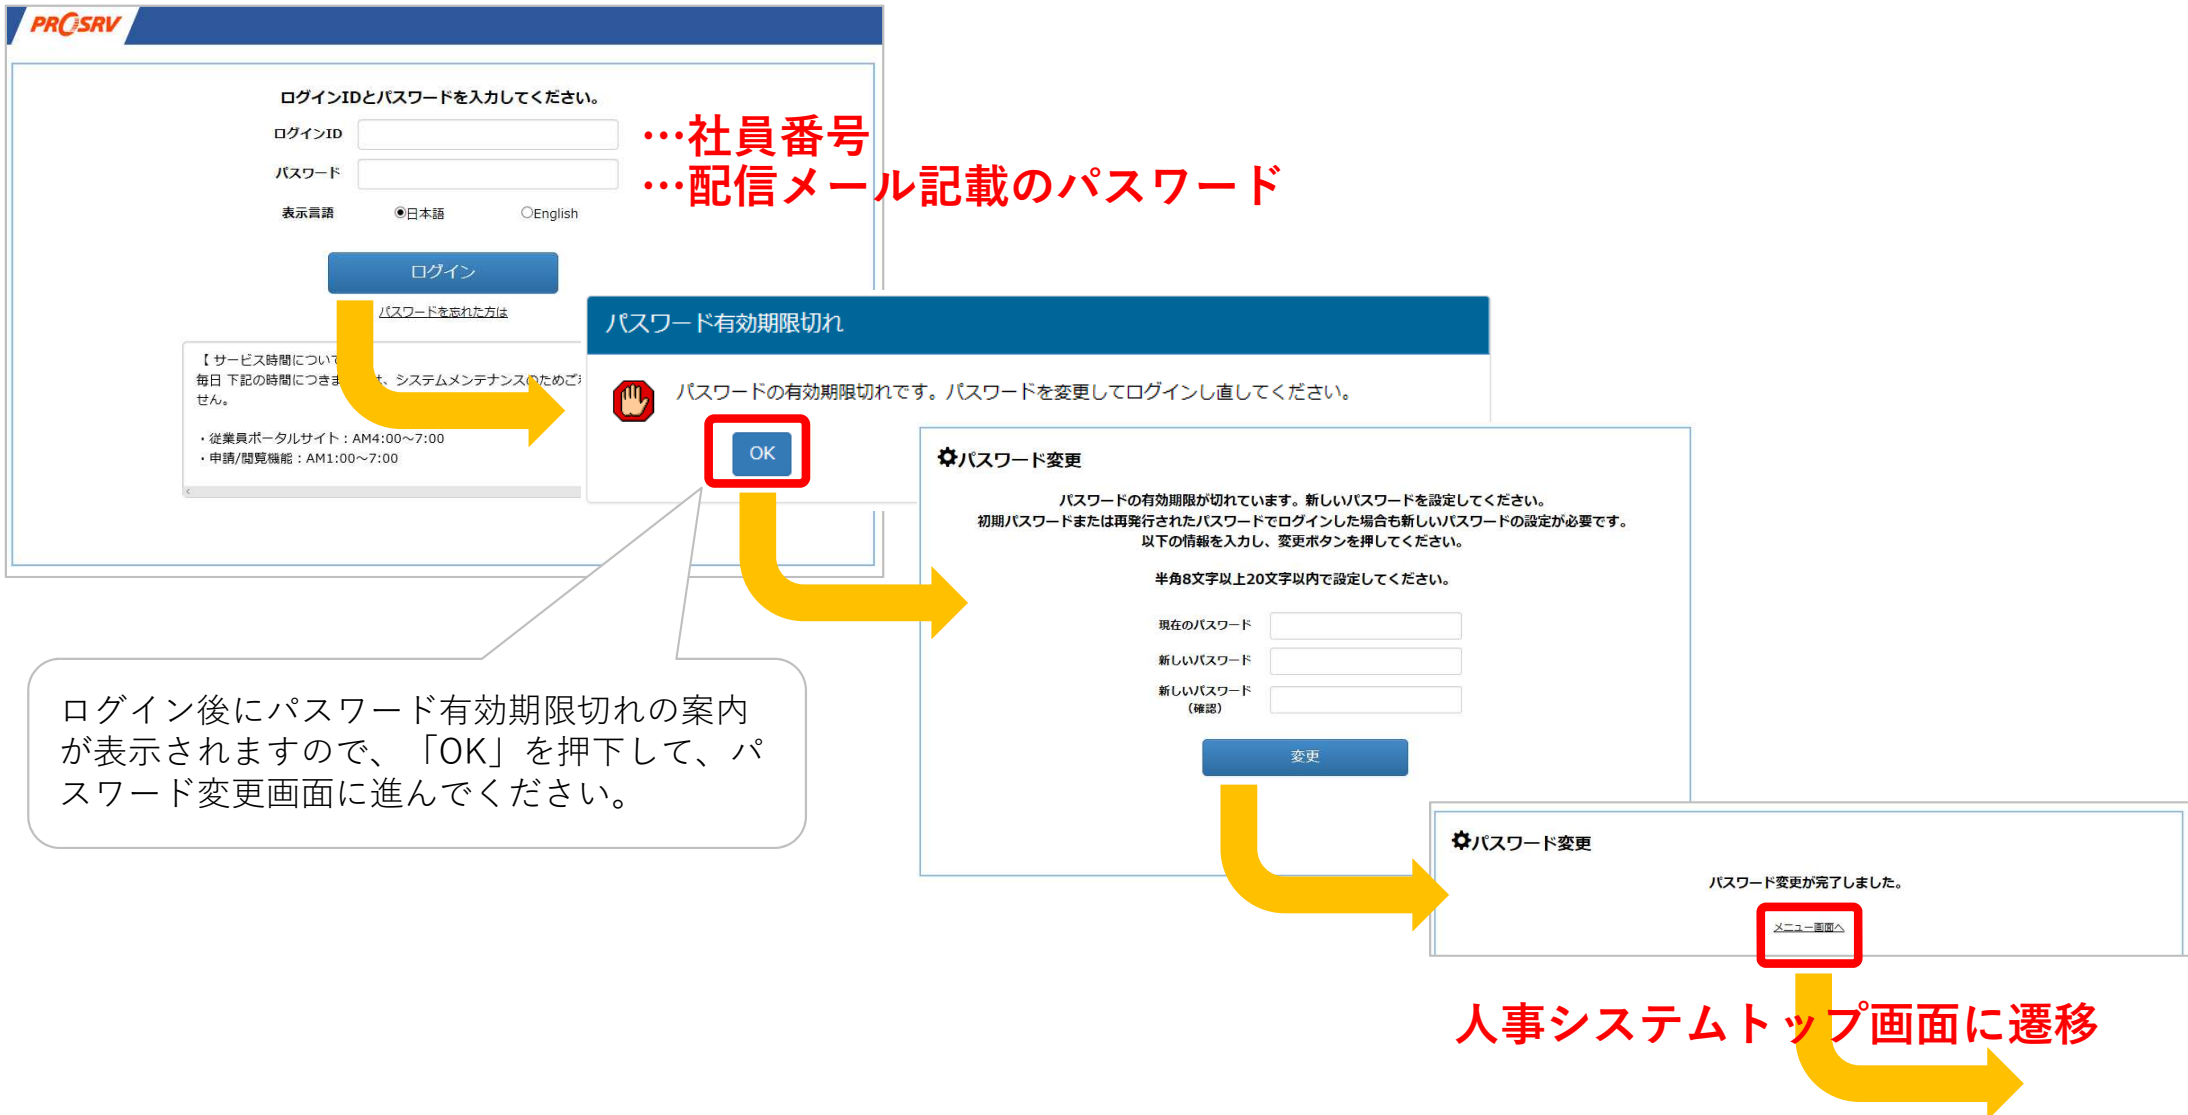 PROSRV
ログインIDとパスワードを入力してください。
ログインID
…社員番号
パスワード
…配信メール記載のパスワード
表示言語
日本語
English
ログイン
パスワードを忘れた方は
【 サービス時間について
毎日 下記の時間につきま
、システムメンテナンスのためご
せん。
・従業員ポータルサイト：AM4:00～7:00
・申請/閲覧機能：AM1:00～7:00
パスワード有効期限切れ
パスワードの有効期限切れです。パスワードを変更してログインし直してください。
OK
ログイン後にパスワード有効期限切れの案内
が表示されますので、「OK」を押下して、パ
スワード変更画面に進んでください。
パスワード変更
パスワードの有効期限が切れています。新しいパスワードを設定してください。
初期パスワードまたは再発行されたパスワードでログインした場合も新しいパスワードの設定が必要です。
以下の情報を入力し、変更ボタンを押してください。
半角8文字以上20文字以内で設定してください。
現在のパスワード
新しいパスワード
新しいパスワード
（確認）
変更
パスワード変更
パスワード変更が完了しました。
メニュー画面へ
人事システムトップ画面に遷移